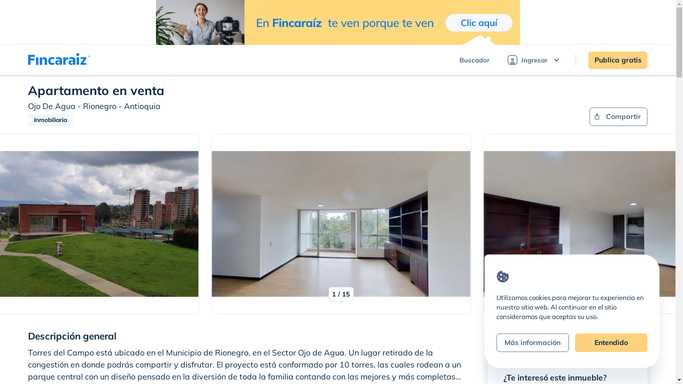 En Fincaraíz te ven porque te ven
Clic aquí
Fincaraíz
Buscador
Ingresar
Publica gratis
Apartamento en venta
Ojo De Agua - Rionegro - Antioquia
Inmobiliaria
Compartir
1 / 15
Utilizamos cookies para mejorar tu experiencia en
nuestro sitio web. Al continuar en el sitio
consideramos que aceptas su uso.
Más información
Entendido
Descripción general
Torres del Campo está ubicado en el Municipio de Rionegro, en el Sector Ojo de Agua. Un lugar retirado de la
congestión en donde podrás compartir y disfrutar. El proyecto está conformado por 10 torres, las cuales rodean a un
parque central con un diseño pensado en la diversión de toda la familia contando con las mejores y más completas...
¿Te interesó este inmueble?